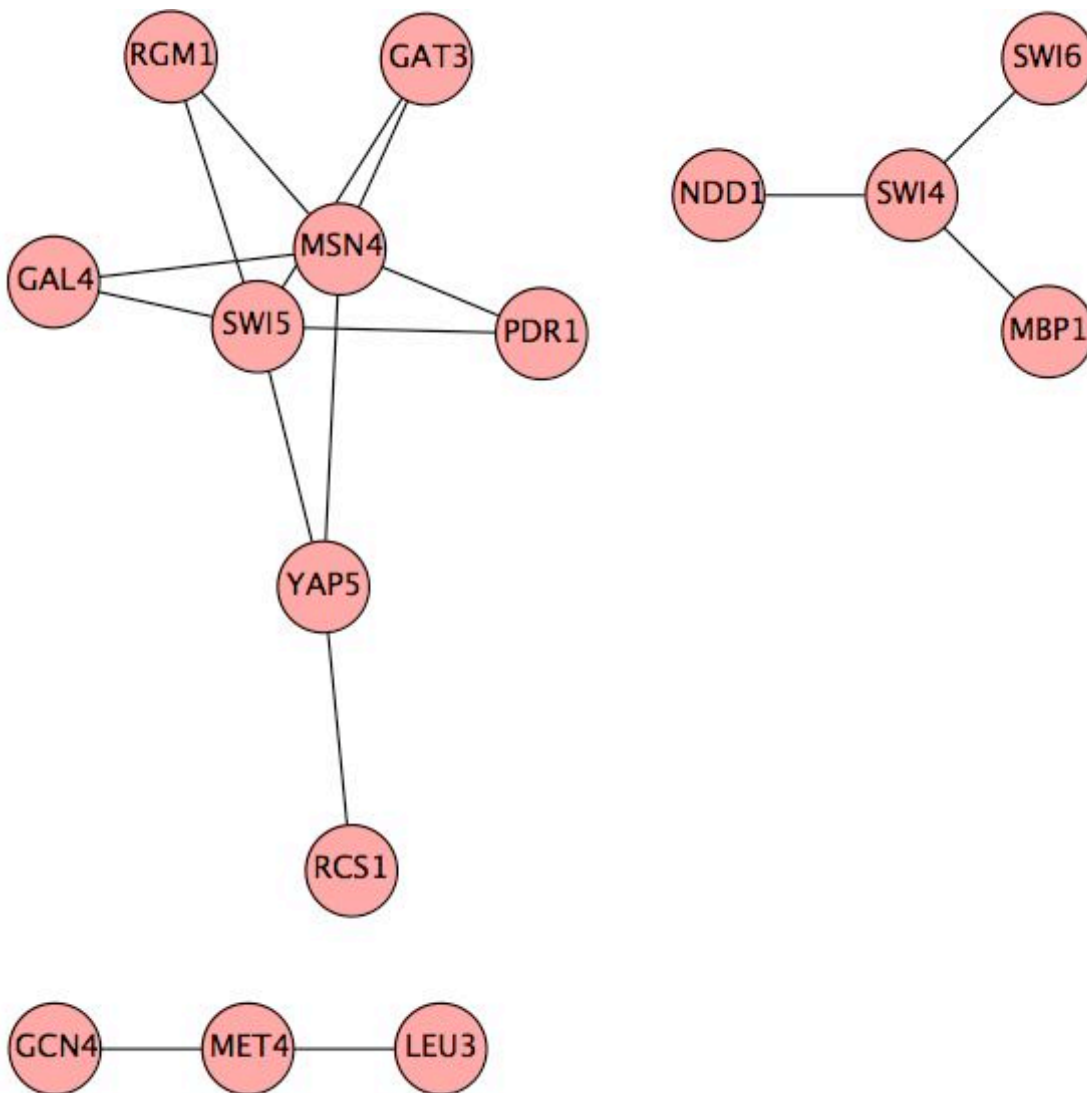 RGM1
GAT3
SWI6
NDD1
SWI4
MSN4
GAL4
SWI5
PDR1
MBP1
YAP5
RCS1
GCN4
MET4
LEU3